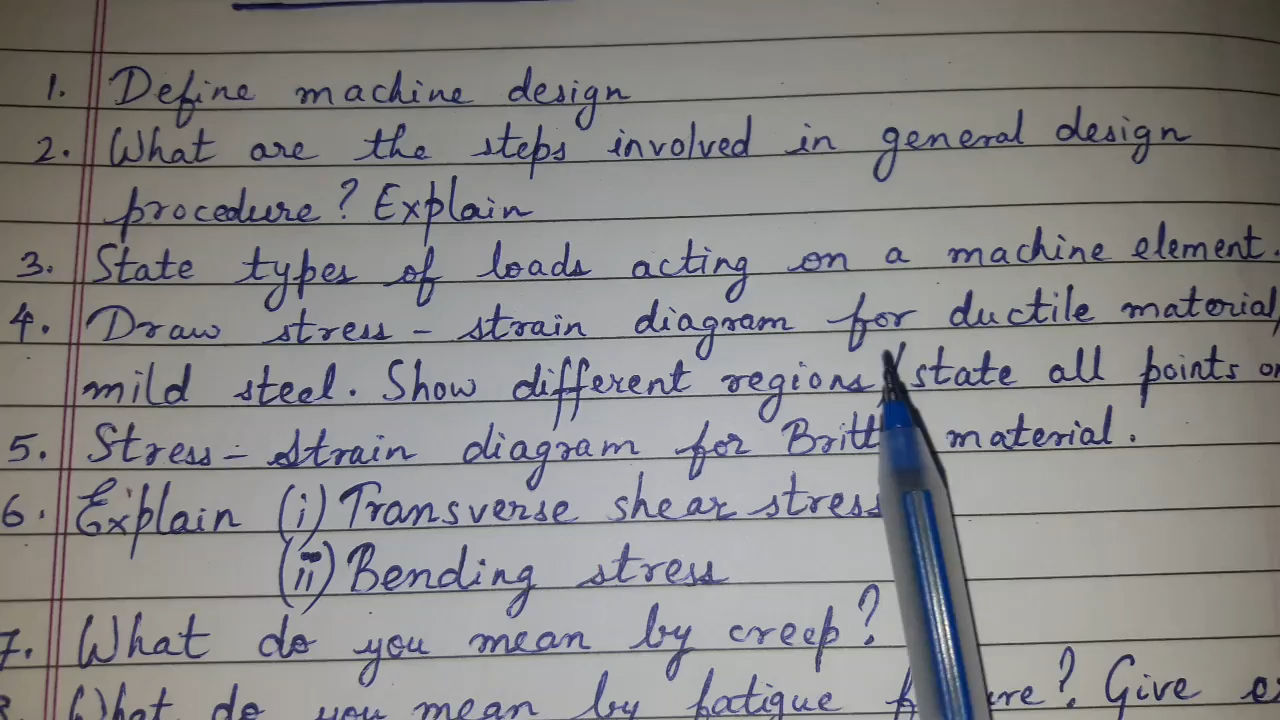 1. Define machine design
2. What are the steps involved in general design
procedure? Explain
3. State types of loads acting on a machine element.
4. Draw stress - strain diagram for ductile material,
mild steel. Show different regions/state all points
5. Stress - strain diagram for material.
6. Explain (i) Transverse shear stress
(ii) Bending stress
7. What do you mean by creep?
What do you mean by fatigue ? Give